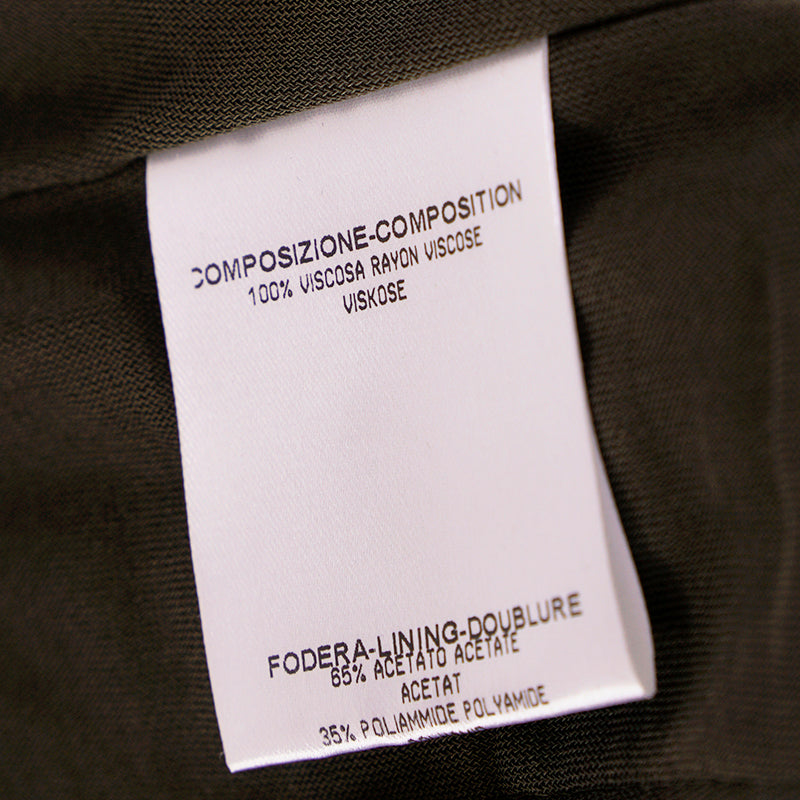 COMPOSIZIONE-COMPOSITION
100% VISCOSA RAYON VISCOSE
VISKOSE
FODERA-LINING-DOUBLURE
65% ACETATO ACETATE
ACETAT
35% POLIAMMIDE POLYAMIDE